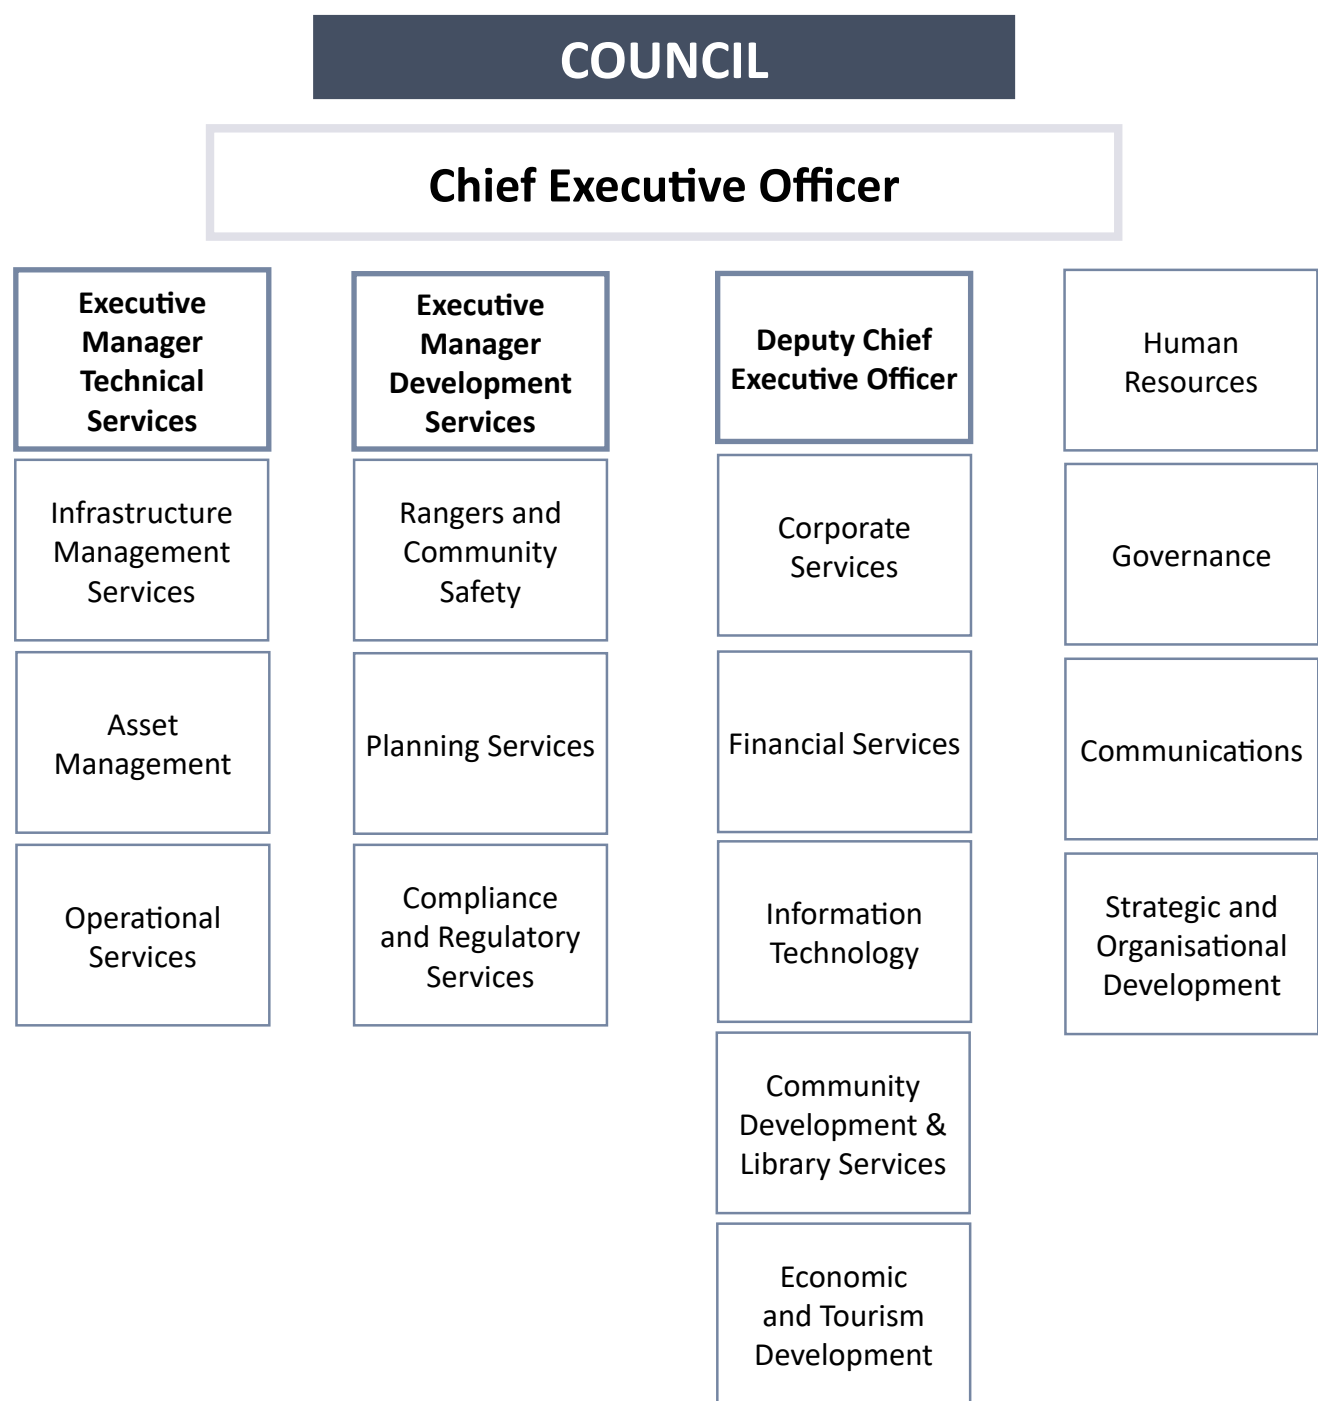 COUNCIL
Chief Executive Officer
Executive
Manager
Technical
Services
Infrastructure
Management
Services
Asset
Management
Operational
Services
Executive
Manager
Development
Services
Rangers and
Community
Safety
Planning Services
Compliance
and Regulatory
Services
Deputy Chief
Executive Officer
Corporate
Services
Financial Services
Information
Technology
Community
Development &
Library Services
Economic
and Tourism
Development
Human
Resources
Governance
Communications
Strategic and
Organisational
Development